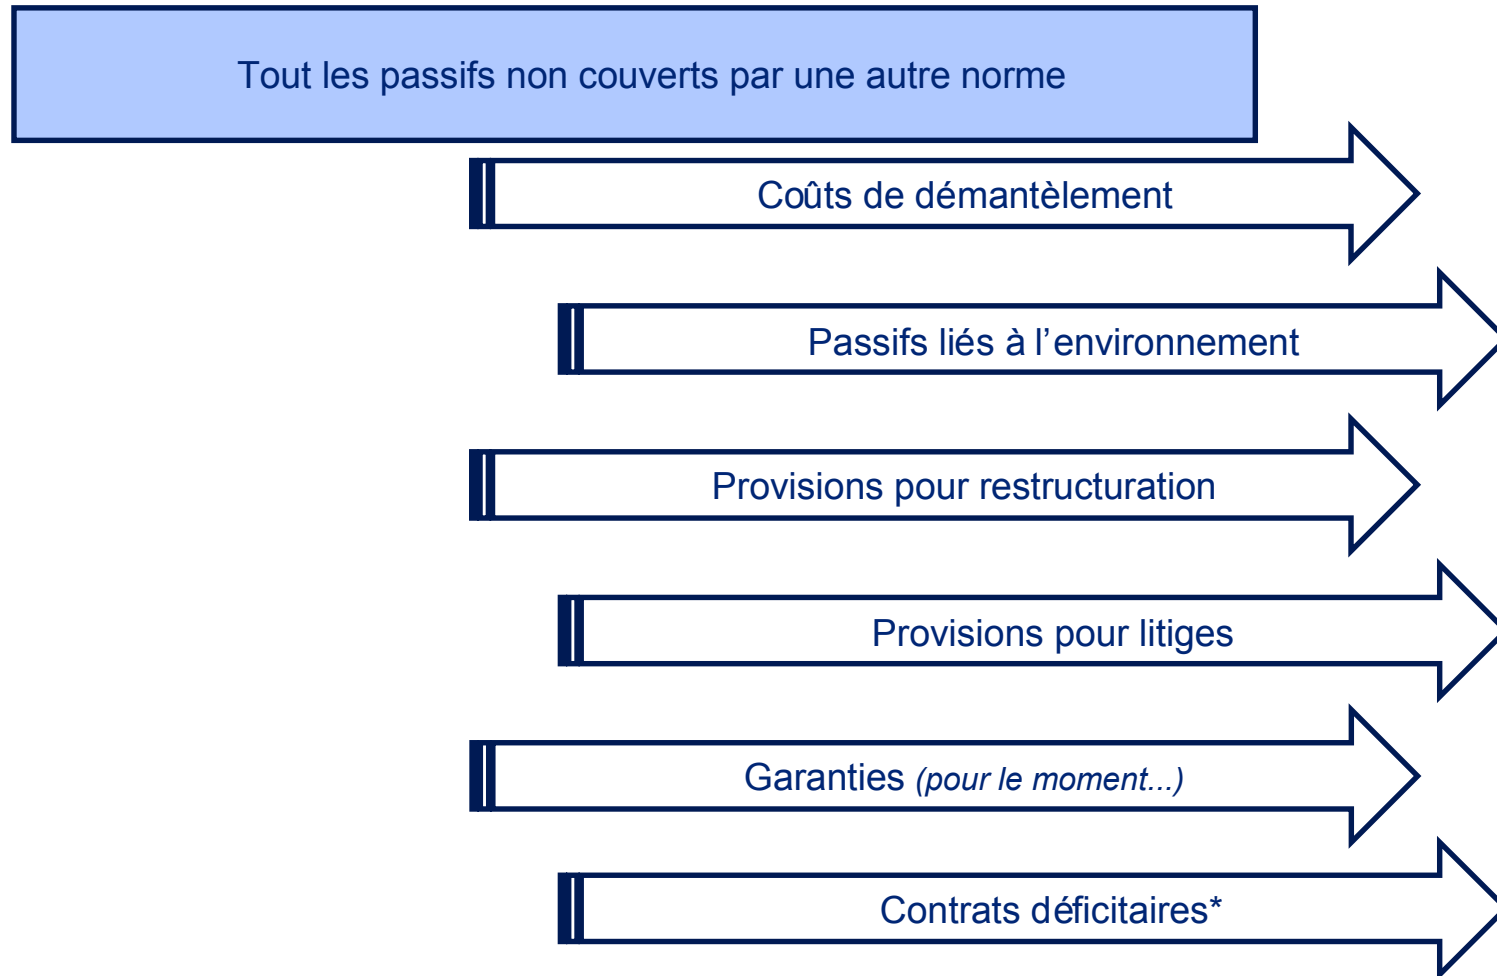 Tout les passifs non couverts par une autre norme
Coûts de démantèlement
Passifs liés à l’environnement
Provisions pour restructuration
Provisions pour litiges
Garanties (pour le moment...)
Contrats déficitaires*